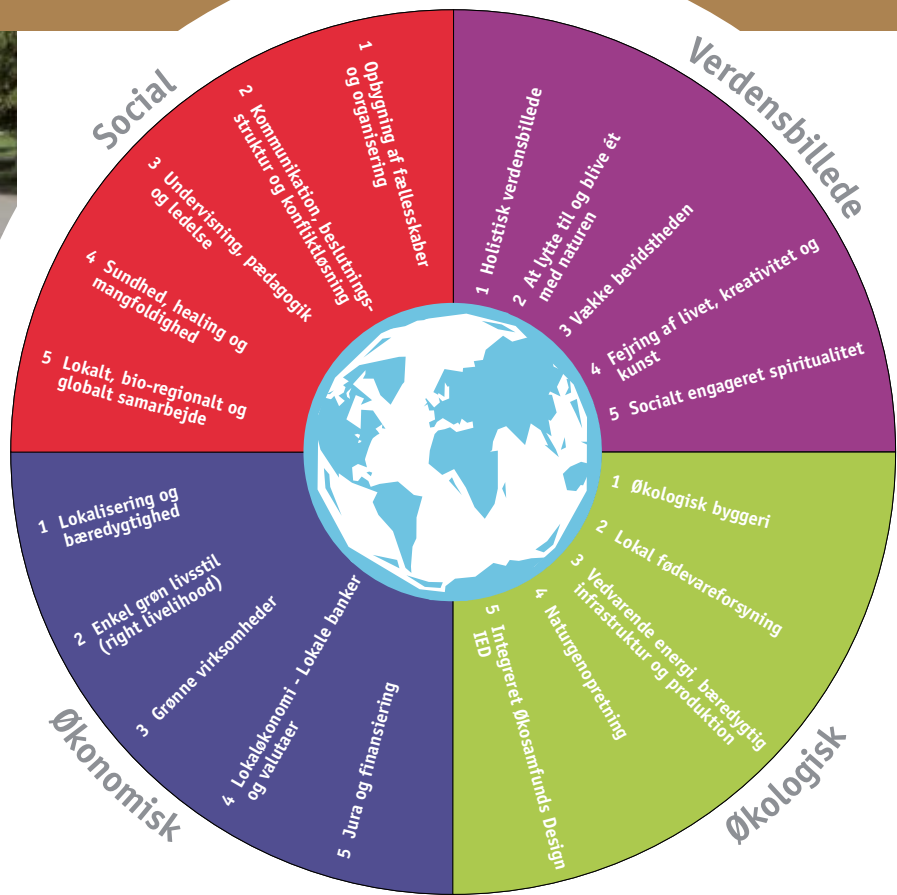 Social
1 Opbygning af fællesskaber
og organisering
2 Kommunikation, beslutnings-
struktur og konfliktløsning
3 Undervisning, pædagogik
og ledelse
4 Sundhed, healing og
mangfoldighed
5 Lokalt, bio-regionalt og
globalt samarbejde
Verdensbillede
1 Holistisk verdensbillede
2 At lytte til og blive ét
med naturen
3 Vække bevidstheden
4 Fejring af livet, kreativitet og
kunst
5 Socialt engageret spiritualitet
Økonomisk
1 Lokalisering og
bæredygtighed
2 Enkel grøn livsstil
(right livelihood)
3 Grønne virksomheder
4 Lokaløkonomi - Lokale banker
og valutaer
5 Jura og finansiering
Økologisk
1 Økologisk byggeri
2 Lokal fødevareforsyning
3 Vedvarende energi, bæredygtig
infrastruktur og produktion
4 Naturgenopretning
5 Integreret Økosamfunds Design
IED